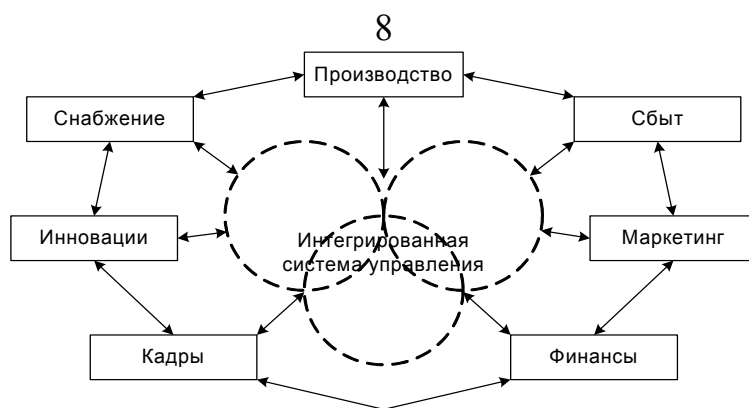 8
Производство
Снабжение
Сбыт
Инновации
Интегрированная
система управления
Маркетинг
Кадры
Финансы